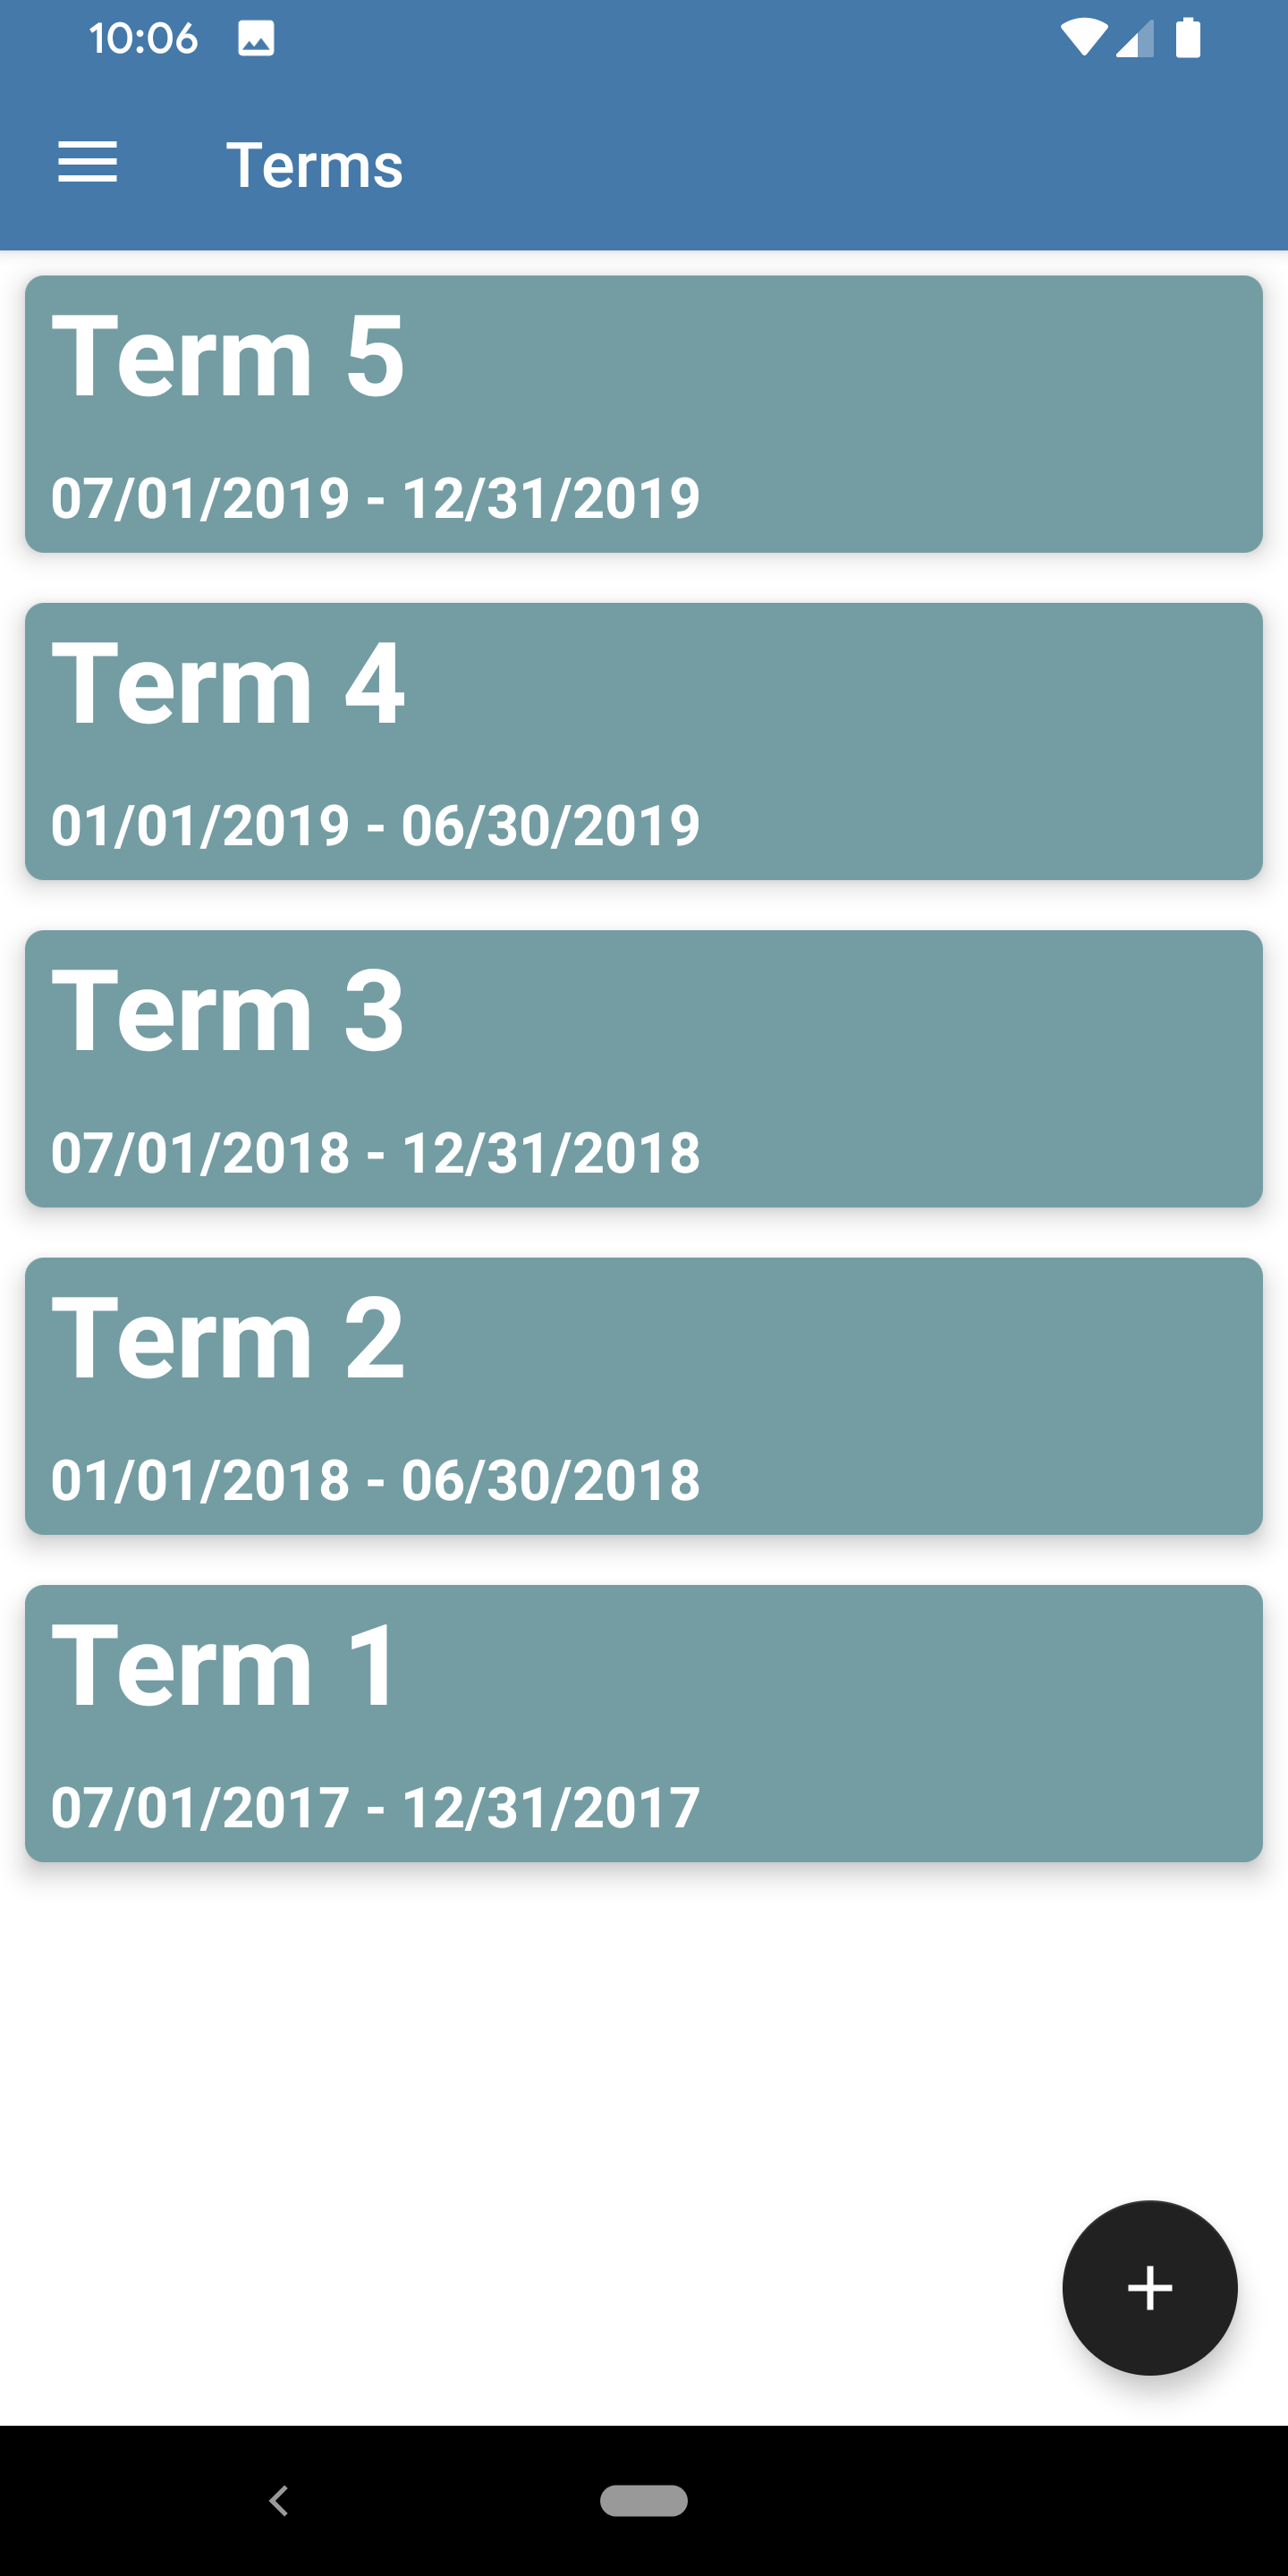 10:06
Terms
Term 5
07/01/2019 - 12/31/2019
Term 4
01/01/2019 - 06/30/2019
Term 3
07/01/2018 - 12/31/2018
Term 2
01/01/2018 - 06/30/2018
Term 1
07/01/2017 - 12/31/2017